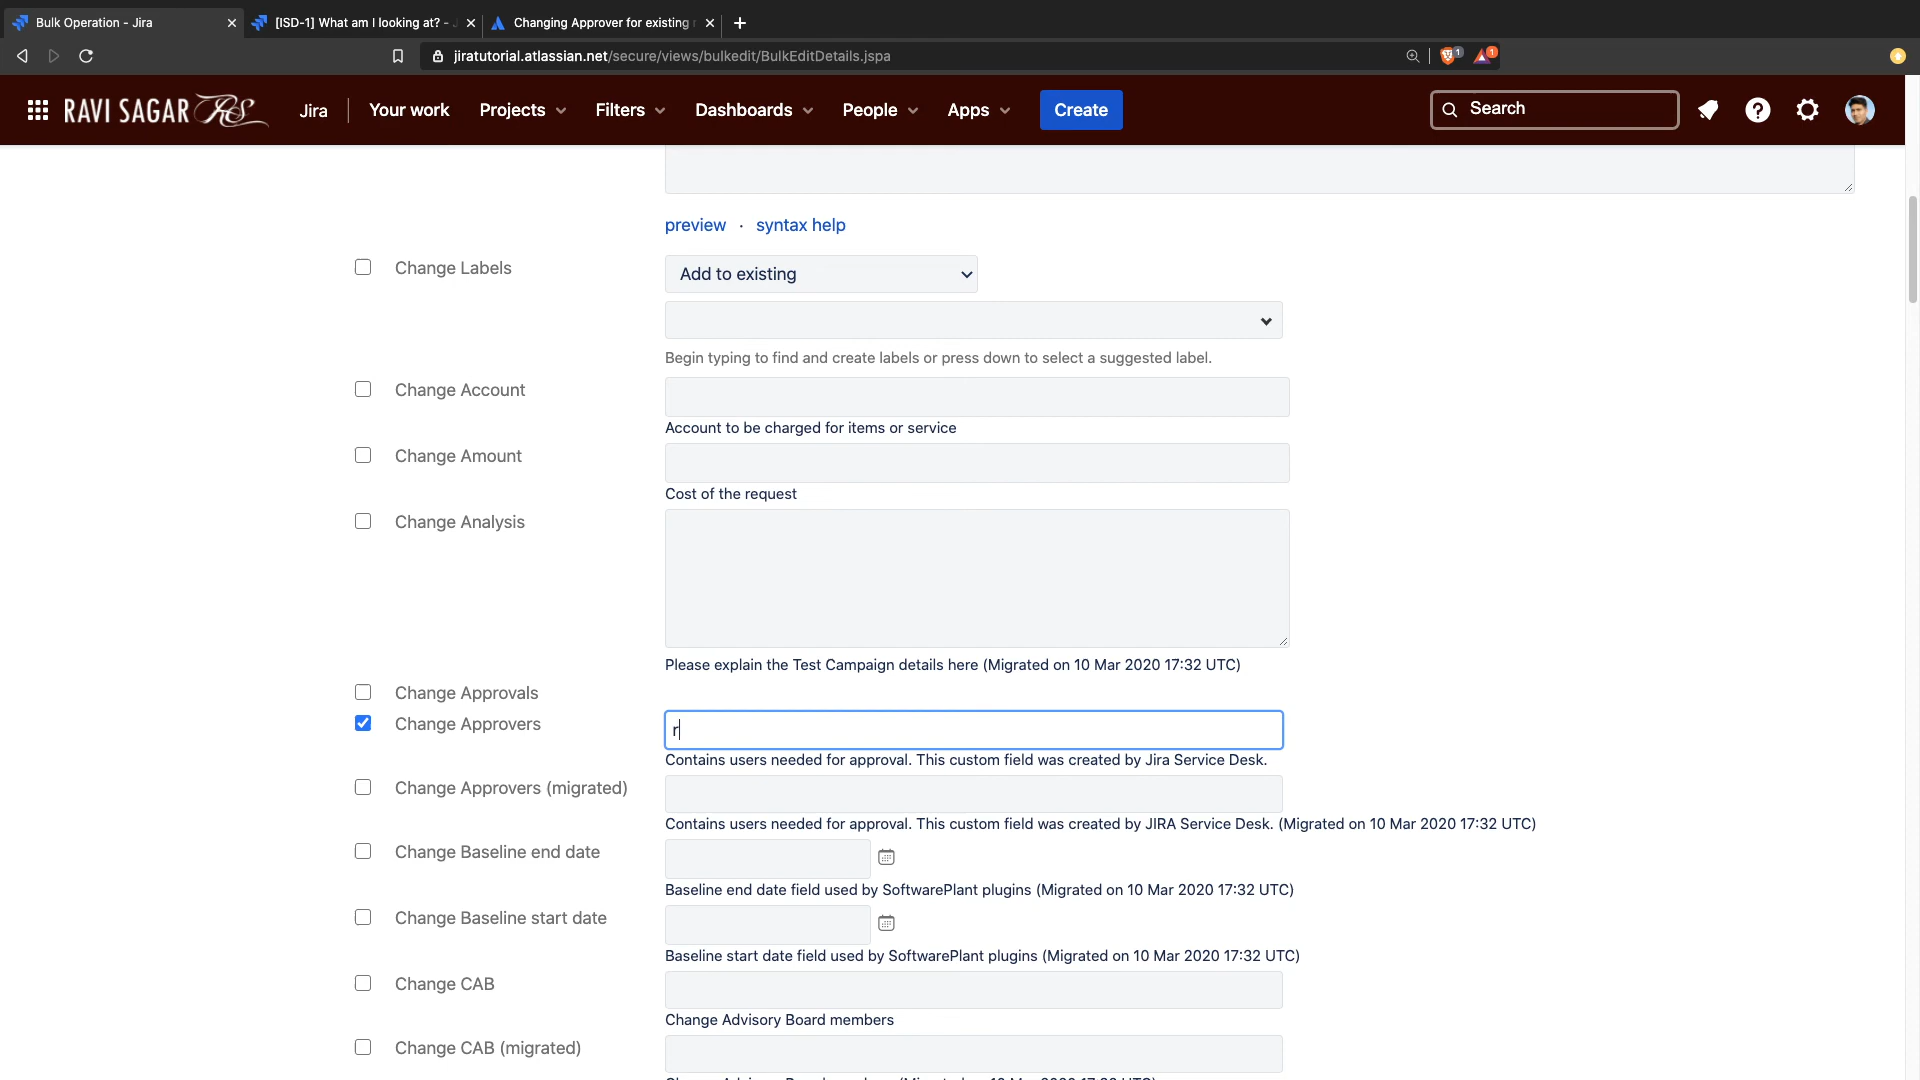 Bulk Operation - Jira
[ISD-1] What am I looking at? -
Changing Approver for existing
jiratutorial.atlassian.net/secure/views/bulkedit/BulkEditDetails.jspa
1
1
RAVI SAGAR RS
Jira
Your work
Projects
Filters
Dashboards
People
Apps
Create
Search
preview · syntax help
Change Labels
Add to existing
Begin typing to find and create labels or press down to select a suggested label.
Change Account
Account to be charged for items or service
Change Amount
Cost of the request
Change Analysis
Please explain the Test Campaign details here (Migrated on 10 Mar 2020 17:32 UTC)
Change Approvals
Change Approvers
r
Contains users needed for approval. This custom field was created by Jira Service Desk.
Change Approvers (migrated)
Contains users needed for approval. This custom field was created by JIRA Service Desk. (Migrated on 10 Mar 2020 17:32 UTC)
Change Baseline end date
Baseline end date field used by SoftwarePlant plugins (Migrated on 10 Mar 2020 17:32 UTC)
Change Baseline start date
Baseline start date field used by SoftwarePlant plugins (Migrated on 10 Mar 2020 17:32 UTC)
Change CAB
Change Advisory Board members
Change CAB (migrated)